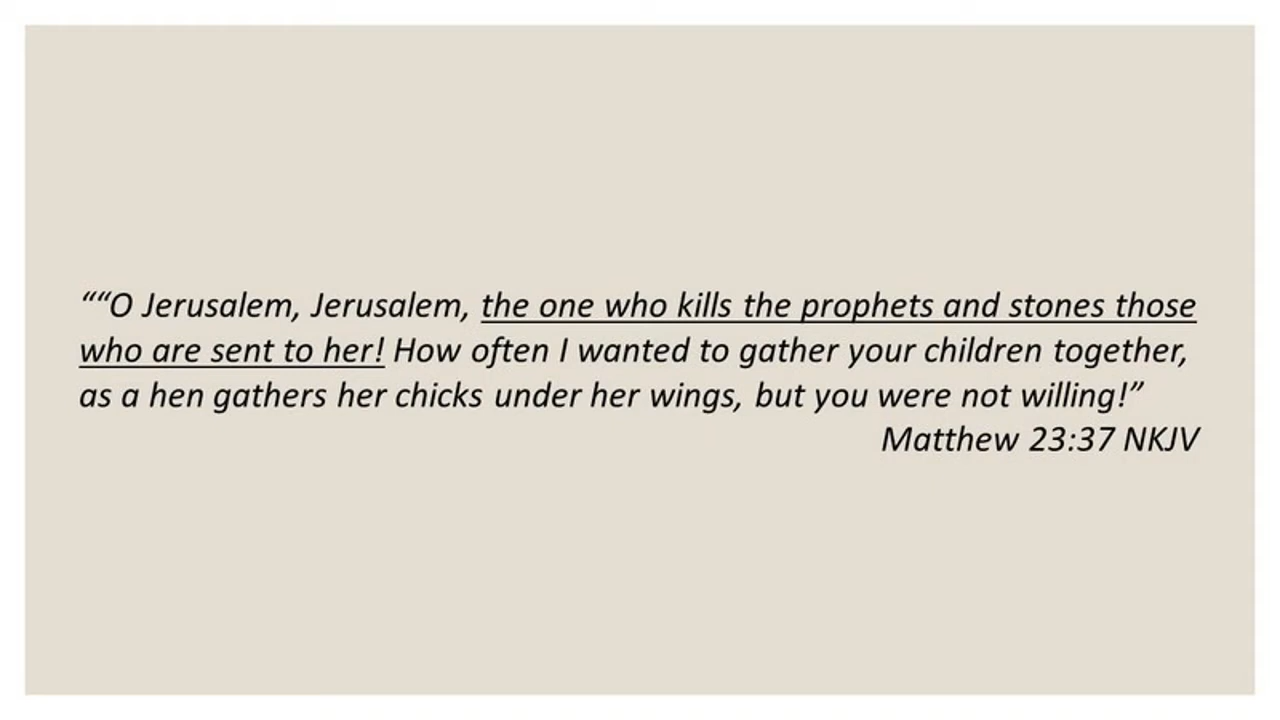 ““O Jerusalem, Jerusalem, the one who kills the prophets and stones those
who are sent to her! How often I wanted to gather your children together,
as a hen gathers her chicks under her wings, but you were not willing!”
Matthew 23:37 NKJV